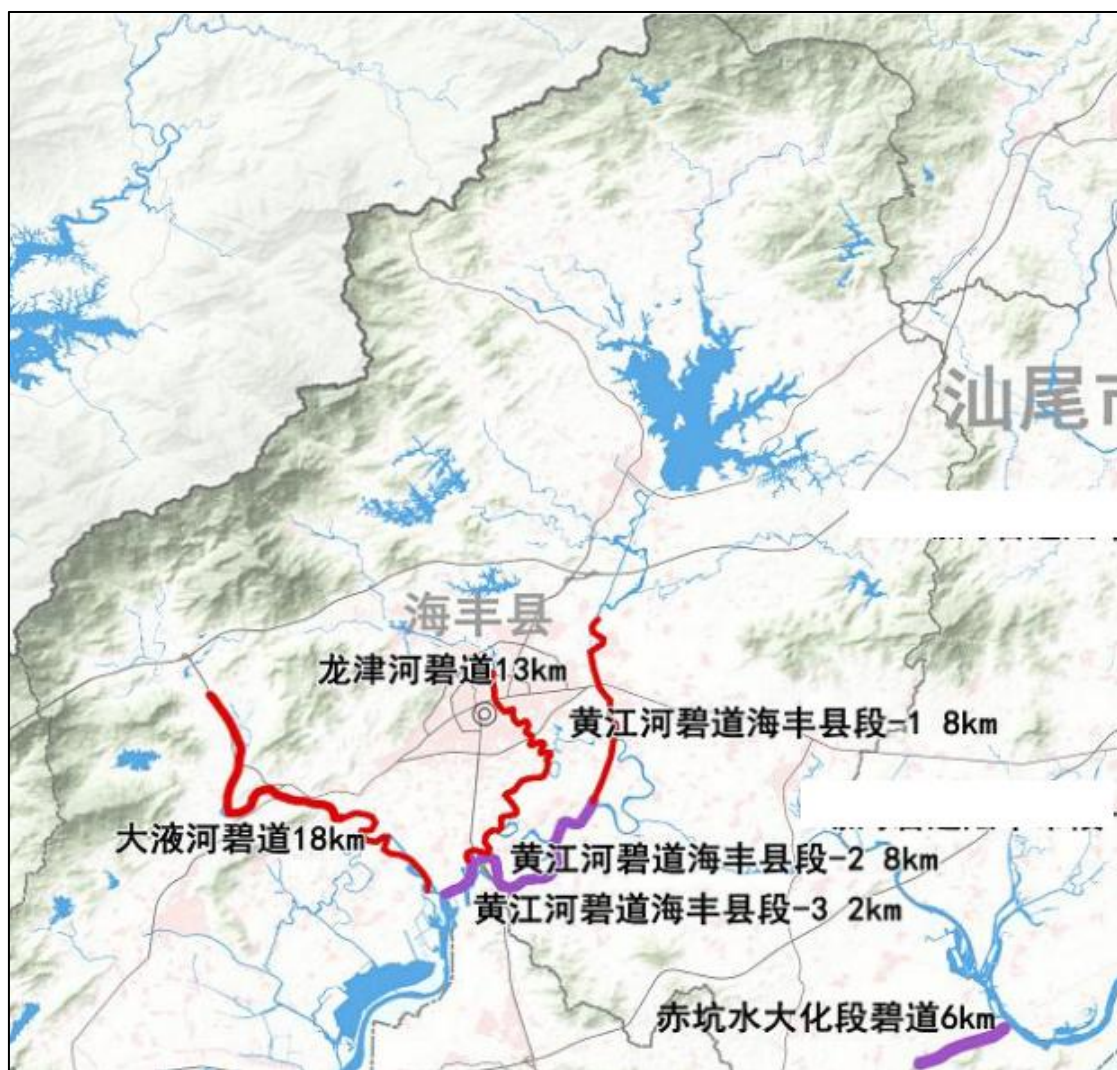 汕尾市
海丰县
龙津河碧道13km
黄江河碧道海丰县段-1 8km
大液河碧道18km
黄江河碧道海丰县段-2 8km
黄江河碧道海丰县段-3 2km
赤坑水大化段碧道6km